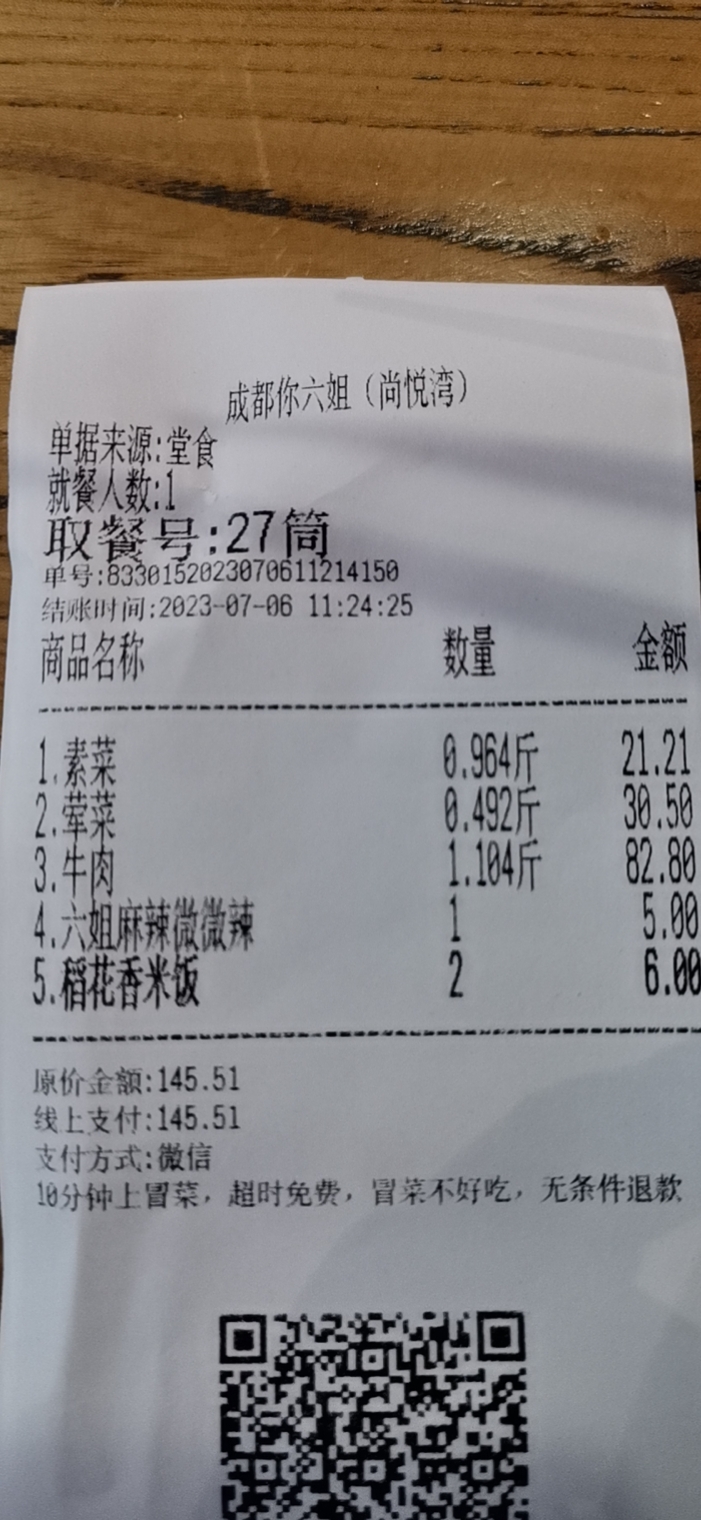 成都你六姐（尚悦湾）
单据来源:堂食
就餐人数:1
取餐号:27筒
单号:8330152023070611214150
结账时间:2023-07-06 11:24:25
商品名称 数量 金额
1.素菜 0.964斤 21.21
2.荤菜 0.492斤 30.50
3.牛肉 1.104斤 82.80
4.六姐麻辣微微辣 1 5.00
5.稻花香米饭 2 6.00
原价金额:145.51
线上支付:145.51
支付方式:微信
10分钟上冒菜，超时免费，冒菜不好吃，无条件退款